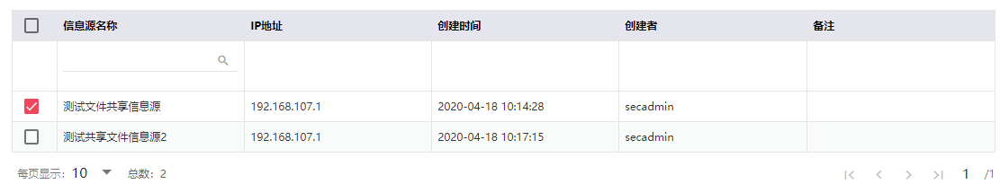 信息源名称 IP地址 创建时间 创建者 备注
测试文件共享信息源 192.168.107.1 2020-04-18 10:14:28 secadmin
测试共享文件信息源2 192.168.107.1 2020-04-18 10:17:15 secadmin
每页显示: 10 总数: 2 1 /1